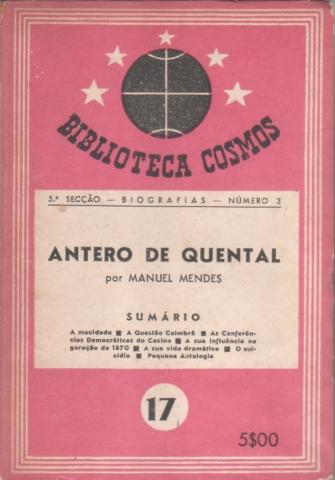 BIBLIOTECA COSMOS
5.ª SECÇÃO — BIOGRAFIAS — NÚMERO 3
ANTERO DE QUENTAL
por MANUEL MENDES
SUMÁRIO
A mocidade ■ A Questão Coimbrã ■ As Conferên-
cias Democráticas do Casino ■ A sua influência na
geração de 1870 ■ A sua vida dramática ■ O sui-
cídio ■ Pequena Antologia
17
5$00